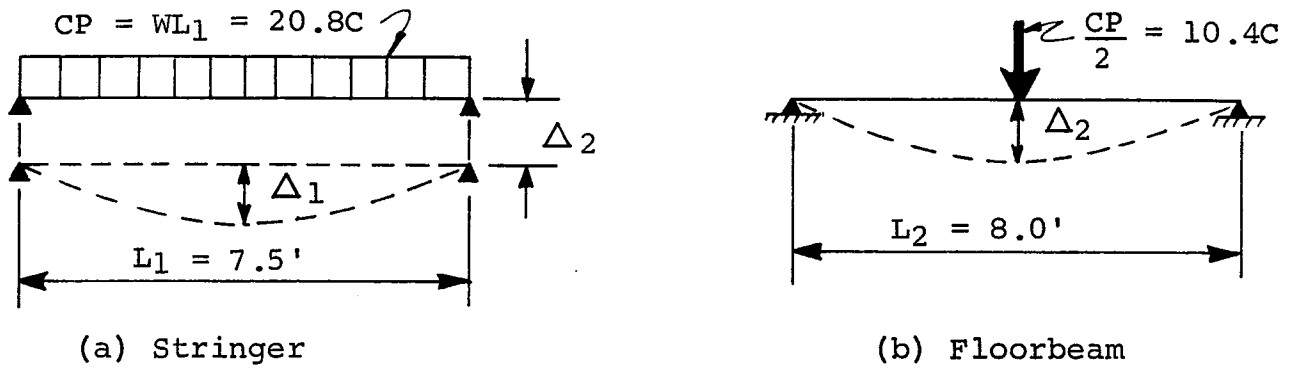 CP = WL1 = 20.8C
Δ2
Δ1
L1 = 7.5'
(a) Stringer
CP/2 = 10.4C
Δ2
L2 = 8.0'
(b) Floorbeam